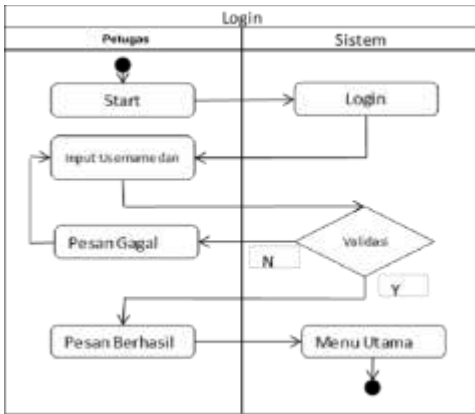 Login
Petugas
Sistem
Start
Login
Input Username dan
Pesan Gagal
Validasi
N
Y
Pesan Berhasil
Menu Utama